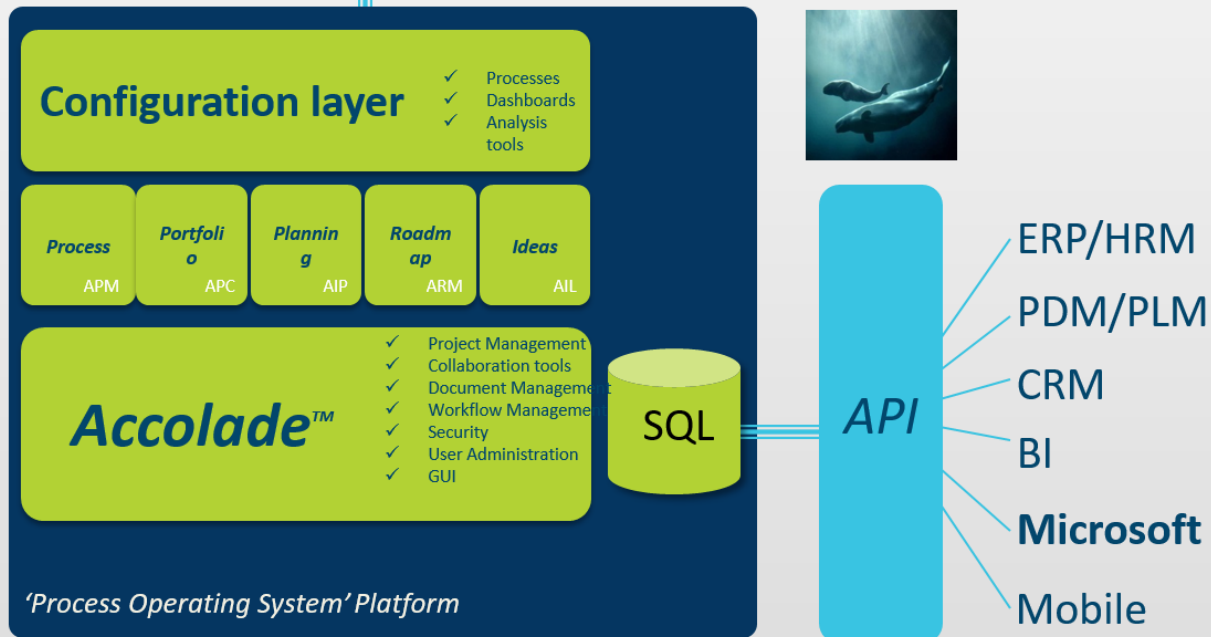 Configuration layer
✓ Processes
✓ Dashboards
✓ Analysis
tools
Process
APM
Portfoli
o
APC
Plannin
g
AIP
Roadm
ap
ARM
Ideas
AIL
Accolade™
✓ Project Management
✓ Collaboration tools
✓ Document Management
✓ Workflow Management
✓ Security
✓ User Administration
✓ GUI
SQL
'Process Operating System' Platform
API
ERP/HRM
PDM/PLM
CRM
BI
Microsoft
Mobile